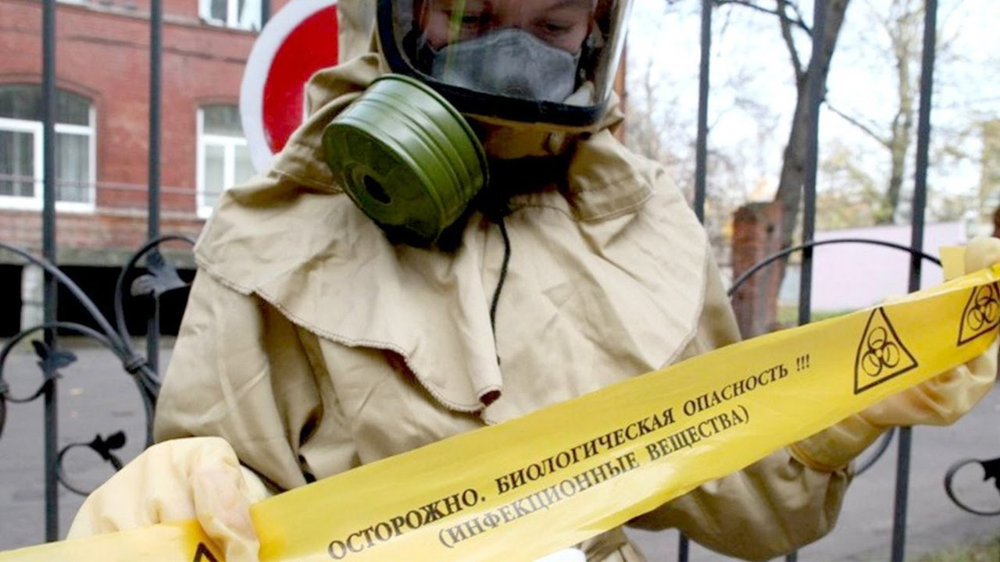 ОСТОРОЖНО. БИОЛОГИЧЕСКАЯ ОПАСНОСТЬ !!!
(ИНФЕКЦИОННЫЕ ВЕЩЕСТВА)